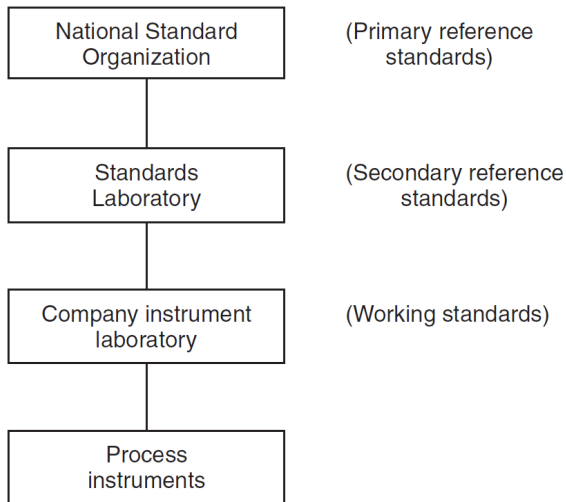 National Standard
Organization
(Primary reference
standards)
Standards
Laboratory
(Secondary reference
standards)
Company instrument
laboratory
(Working standards)
Process
instruments